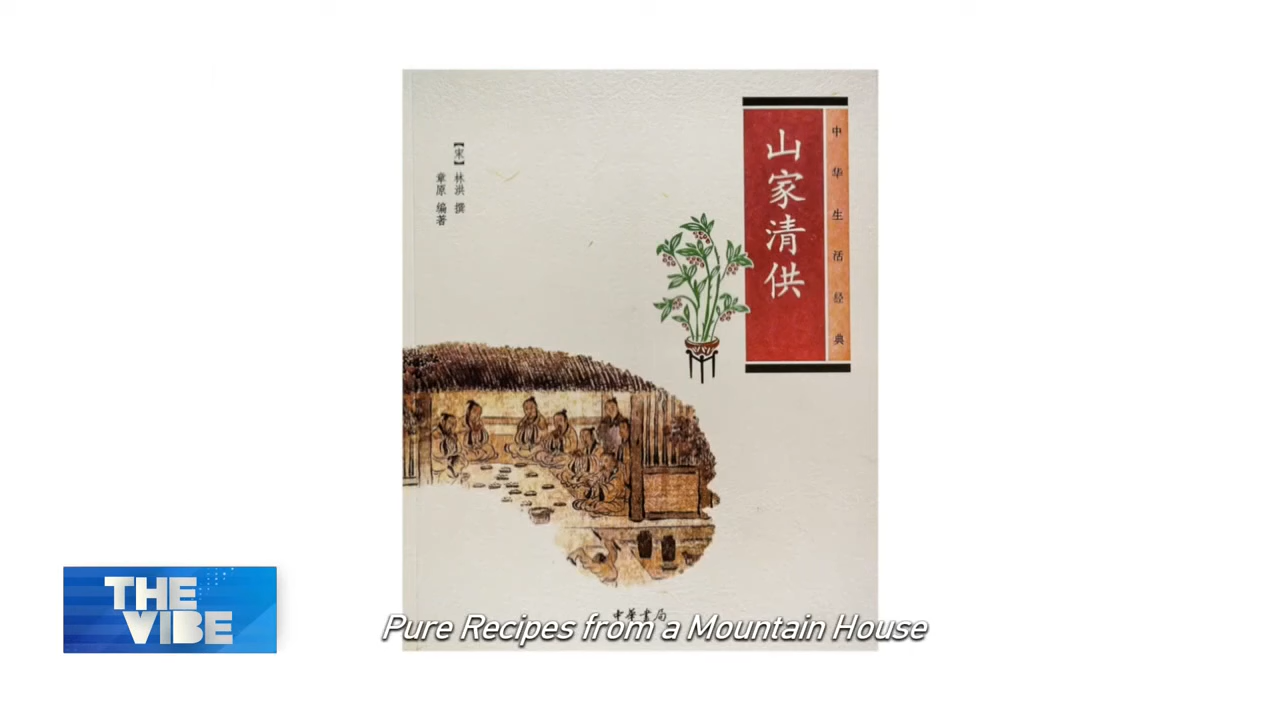 山家清供
中华生活经典
【宋】林洪 撰
章原 编著
中华书局
THE
VIBE
Pure Recipes from a Mountain House